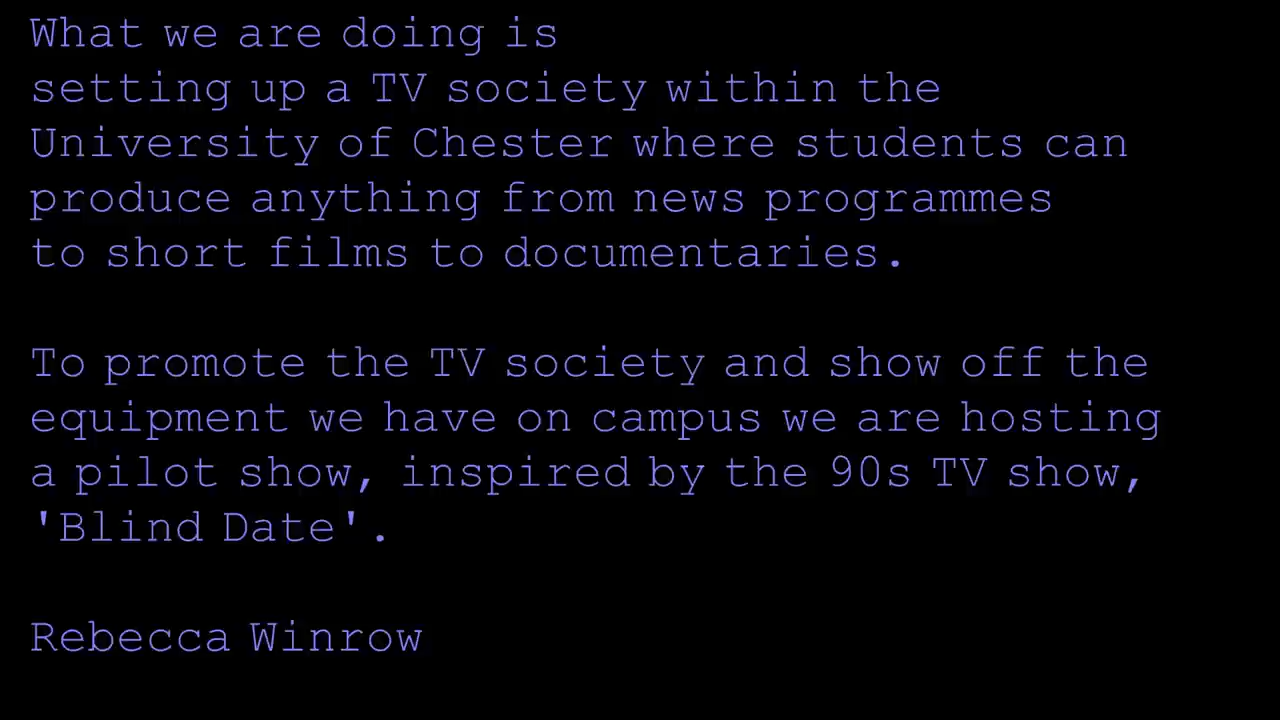 What we are doing is
setting up a TV society within the
University of Chester where students can
produce anything from news programmes
to short films to documentaries.
To promote the TV society and show off the
equipment we have on campus we are hosting
a pilot show, inspired by the 90s TV show,
'Blind Date'.
Rebecca Winrow